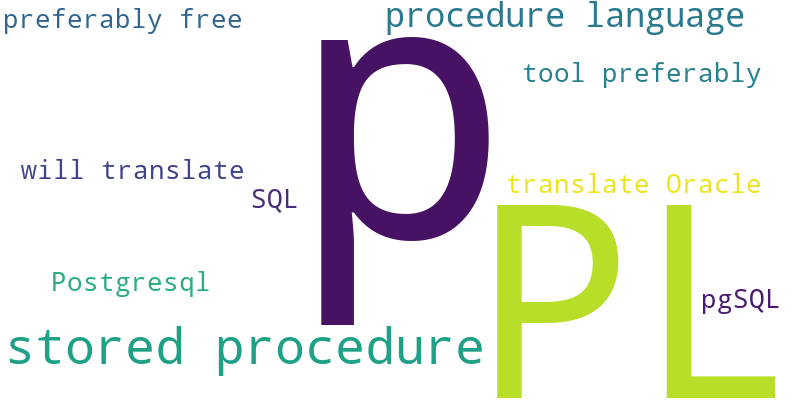 preferably free
procedure language
p
tool preferably
will translate
translate Oracle
SQL
PL
Postgresql
pgSQL
stored procedure